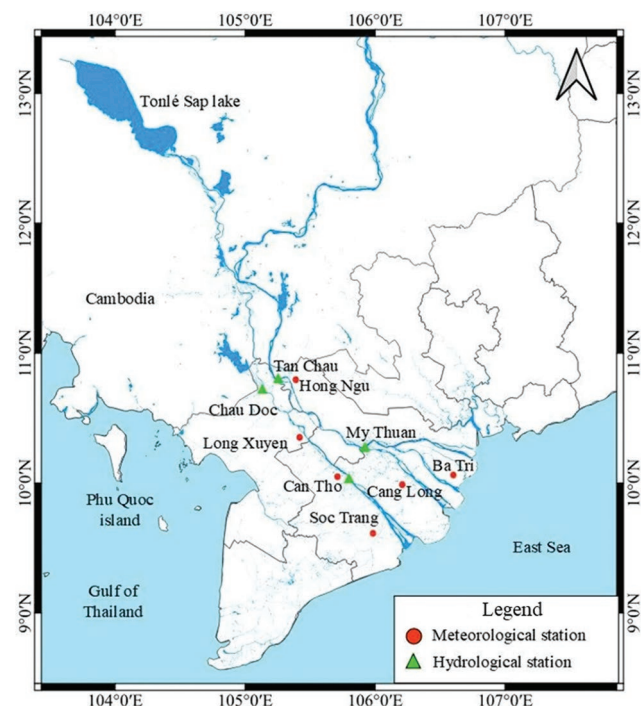 104°0'E 105°0'E 106°0'E 107°0'E
13°0'N 13°0'N
Tonlé Sap lake
12°0'N 12°0'N
Cambodia
11°0'N 11°0'N
Tan Chau
Hong Ngu
Chau Doc
My Thuan
Long Xuyen
Ba Tri
10°0'N 10°0'N
Can Tho
Cang Long
Phu Quoc
island
Soc Trang
East Sea
Gulf of
Thailand
9°0'N 9°0'N
Legend
Meteorological station
Hydrological station
104°0'E 105°0'E 106°0'E 107°0'E